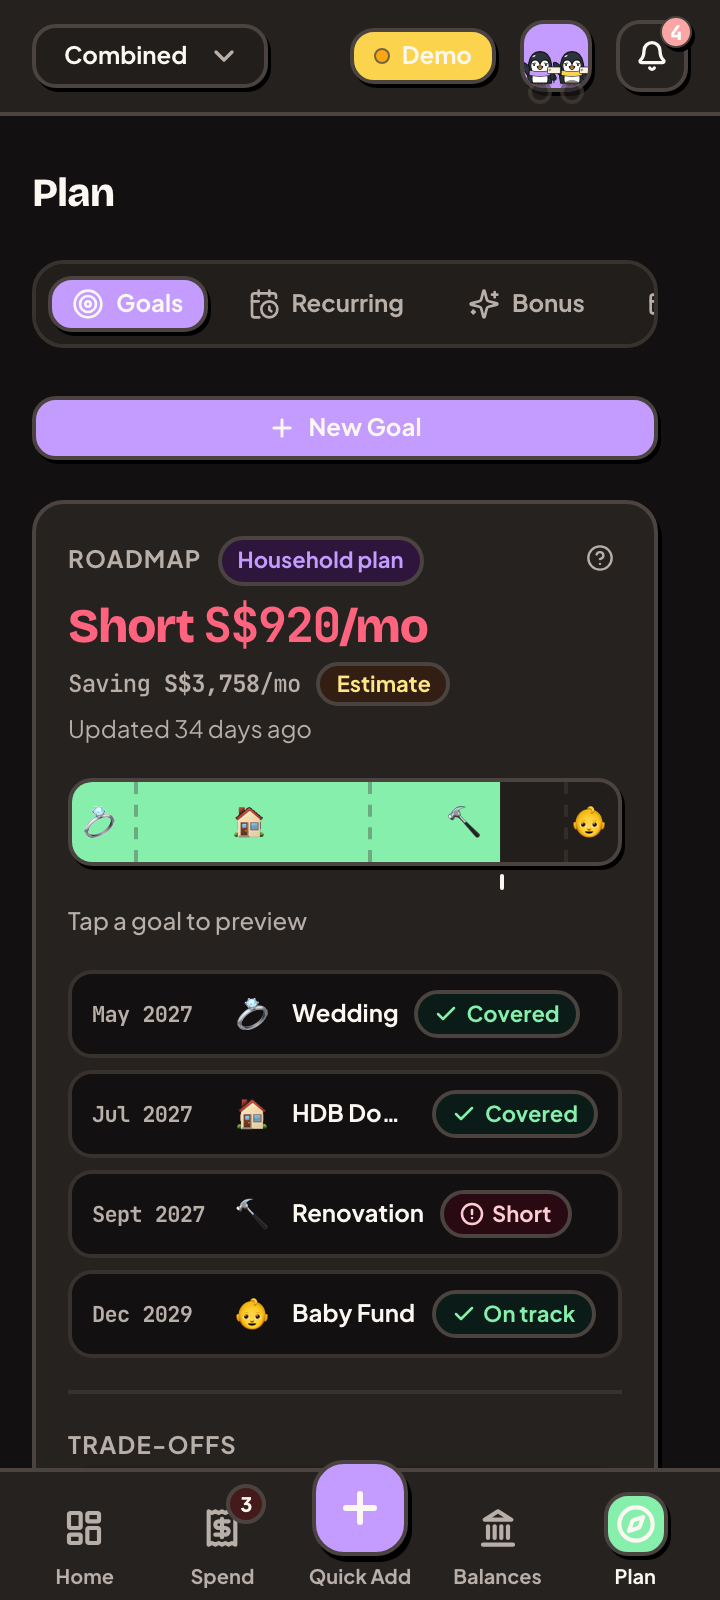 Combined
Demo
4
Plan
Goals
Recurring
Bonus
+ New Goal
ROADMAP
Household plan
Short S$920/mo
Saving S$3,758/mo
Estimate
Updated 34 days ago
Tap a goal to preview
May 2027 Wedding Covered
Jul 2027 HDB Do... Covered
Sept 2027 Renovation Short
Dec 2029 Baby Fund On track
TRADE-OFFS
3
Home
Spend
Quick Add
Balances
Plan